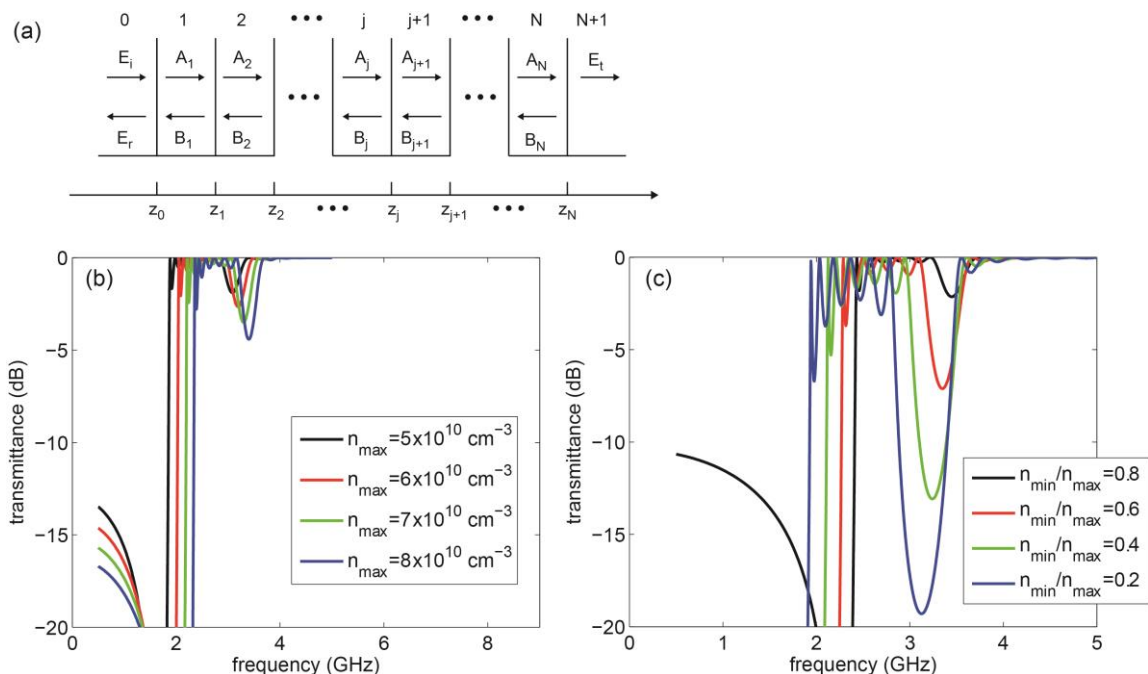 (a)
0 1 2 ••• j j+1 ••• N N+1
E_i A_1 A_2 A_j A_{j+1} A_N E_t
••• •••
E_r B_1 B_2 B_j B_{j+1} B_N
z_0 z_1 z_2 ••• z_j z_{j+1} ••• z_N
(b)
transmittance (dB)
0
−5
−10
−15
−20
0 2 4 6 8
frequency (GHz)
n_max=5x10^10 cm^−3
n_max=6x10^10 cm^−3
n_max=7x10^10 cm^−3
n_max=8x10^10 cm^−3
(c)
transmittance (dB)
0
−5
−10
−15
−20
0 1 2 3 4 5
frequency (GHz)
n_min/n_max=0.8
n_min/n_max=0.6
n_min/n_max=0.4
n_min/n_max=0.2